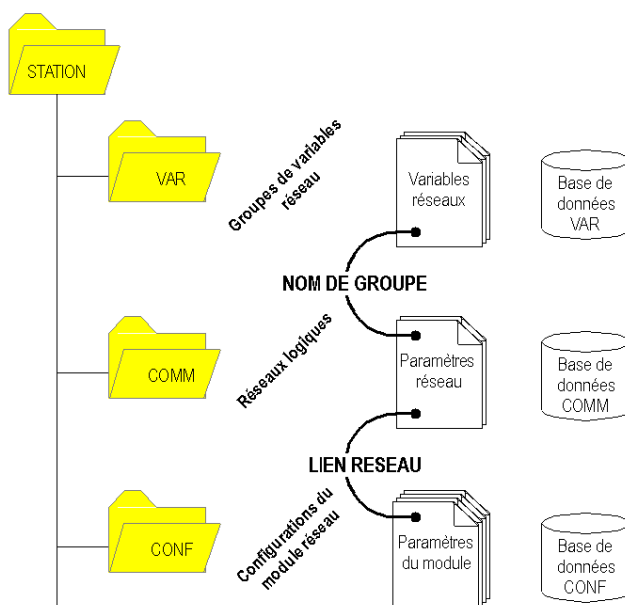 STATION
VAR
Groupes de variables
réseau
Variables
réseaux
Base de
données
VAR
NOM DE GROUPE
COMM
Réseaux logiques
Paramètres
réseau
Base de
données
COMM
LIEN RESEAU
CONF
Configurations du
module réseau
Paramètres
du module
Base de
données
CONF